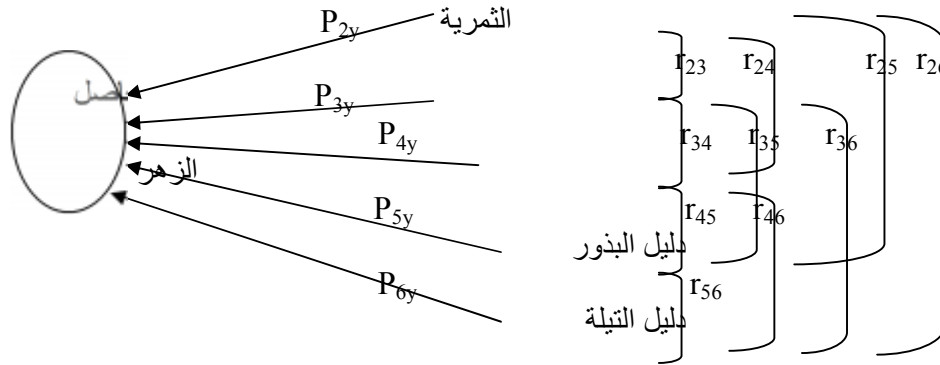 P2y
الثمرية
r23
r24
r25
r26
اصل
P3y
P4y
r34
r35
r36
الزهر
P5y
r45
r46
دليل البذور
P6y
r56
دليل التيلة